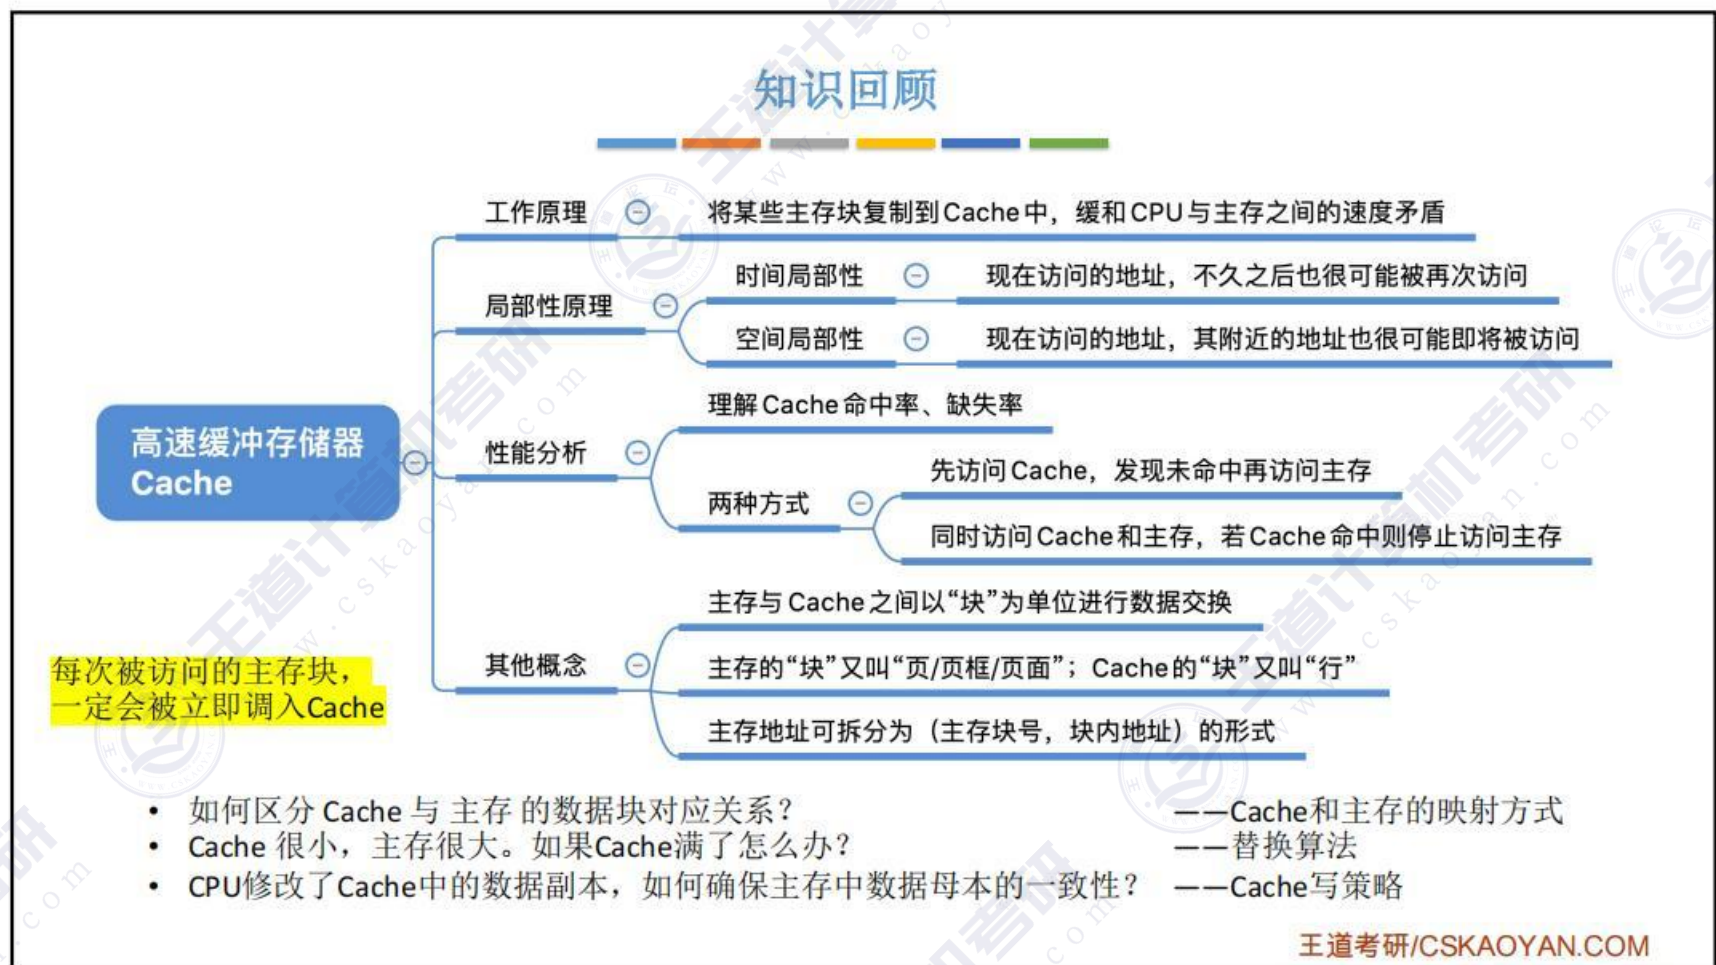 知识回顾
工作原理
将某些主存块复制到Cache中，缓和CPU与主存之间的速度矛盾
局部性原理
时间局部性
现在访问的地址，不久之后也很可能被再次访问
空间局部性
现在访问的地址，其附近的地址也很可能即将被访问
高速缓冲存储器
Cache
性能分析
理解Cache命中率、缺失率
两种方式
先访问Cache，发现未命中再访问主存
同时访问Cache和主存，若Cache命中则停止访问主存
其他概念
主存与Cache之间以“块”为单位进行数据交换
主存的“块”又叫“页/页框/页面”；Cache的“块”又叫“行”
主存地址可拆分为（主存块号，块内地址）的形式
每次被访问的主存块，
一定会被立即调入Cache
• 如何区分 Cache 与 主存 的数据块对应关系？ ——Cache和主存的映射方式
• Cache 很小，主存很大。如果Cache满了怎么办？ ——替换算法
• CPU修改了Cache中的数据副本，如何确保主存中数据母本的一致性？ ——Cache写策略
王道考研/CSKAOYAN.COM
王道计算机考研
www.cskaoyan.com